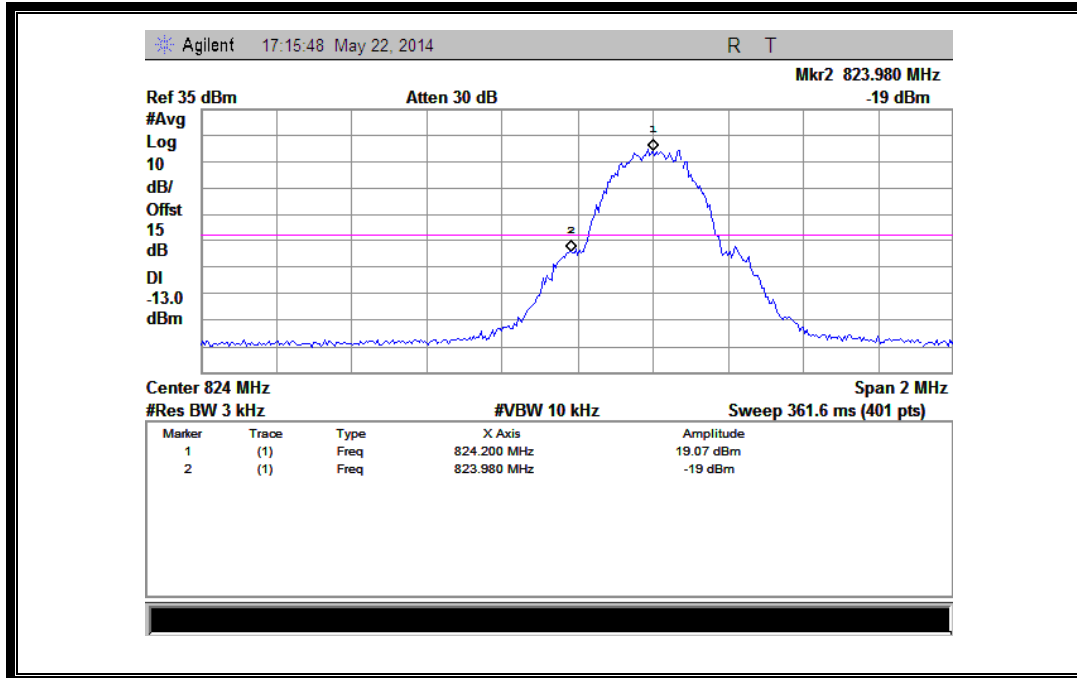 Agilent 17:15:48 May 22, 2014 R T
Mkr2 823.980 MHz
Ref 35 dBm Atten 30 dB -19 dBm
#Avg
Log
10
dB/
Offst
15
dB
DI
-13.0
dBm
1
2
Center 824 MHz Span 2 MHz
#Res BW 3 kHz #VBW 10 kHz Sweep 361.6 ms (401 pts)
Marker Trace Type X Axis Amplitude
1 (1) Freq 824.200 MHz 19.07 dBm
2 (1) Freq 823.980 MHz -19 dBm